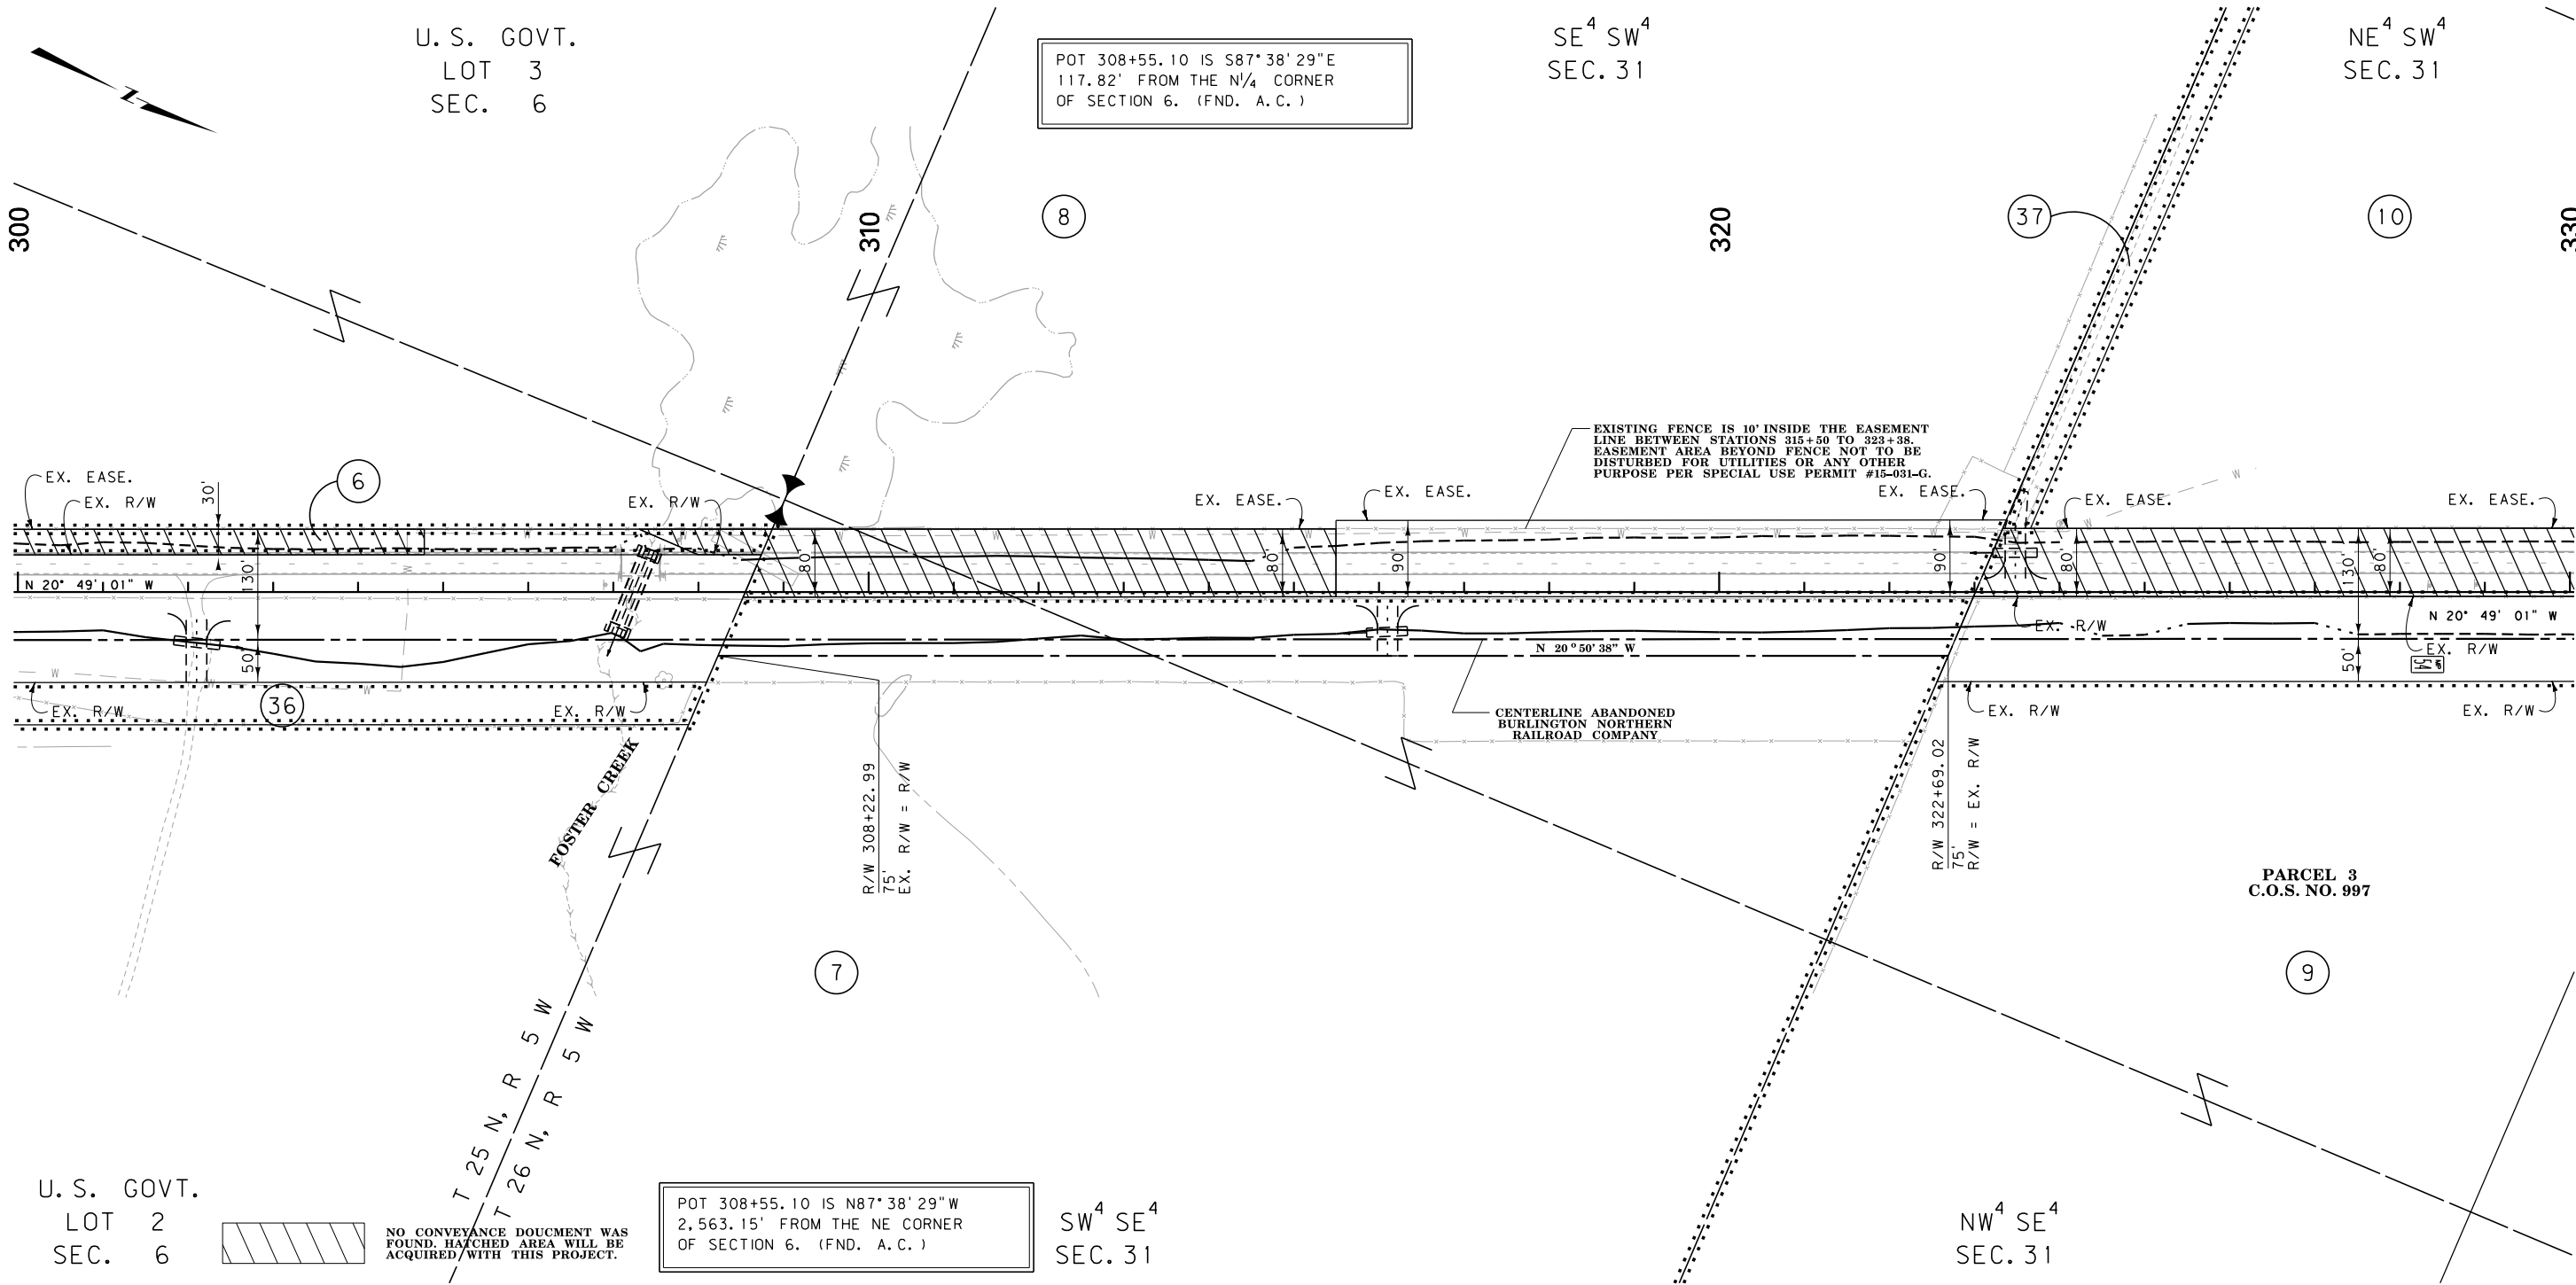 U.S. GOVT.
LOT 3
SEC. 6
POT 308+55.10 IS S87°38'29"E
117.82' FROM THE N¼ CORNER
OF SECTION 6. (FND. A.C.)
SE⁴ SW⁴
SEC. 31
NE⁴ SW⁴
SEC. 31
300
310
320
330
8
37
10
EXISTING FENCE IS 10' INSIDE THE EASEMENT
LINE BETWEEN STATIONS 315+50 TO 323+38.
EASEMENT AREA BEYOND FENCE NOT TO BE
DISTURBED FOR UTILITIES OR ANY OTHER
PURPOSE PER SPECIAL USE PERMIT #15-031-G.
EX. EASE.
EX. R/W
30'
6
EX. R/W
EX. EASE.
EX. EASE.
EX. EASE.
EX. EASE.
EX. EASE.
N 20° 49' 01" W
130'
80'
80'
90'
90'
80'
130'
80'
N 20° 49' 01" W
EX. R/W
EX. R/W
N 20°50'38" W
50'
50'
36
EX. R/W
EX. R/W
EX. R/W
EX. R/W
CENTERLINE ABANDONED
BURLINGTON NORTHERN
RAILROAD COMPANY
FOSTER CREEK
R/W 308+22.99
75'
EX. R/W = R/W
R/W 322+69.02
75'
R/W = EX. R/W
PARCEL 3
C.O.S. NO. 997
7
9
T 25 N, R 5 W
T 26 N, R 5 W
U.S. GOVT.
LOT 2
SEC. 6
NO CONVEYANCE DOUCMENT WAS
FOUND. HATCHED AREA WILL BE
ACQUIRED WITH THIS PROJECT.
POT 308+55.10 IS N87°38'29"W
2,563.15' FROM THE NE CORNER
OF SECTION 6. (FND. A.C.)
SW⁴ SE⁴
SEC. 31
NW⁴ SE⁴
SEC. 31